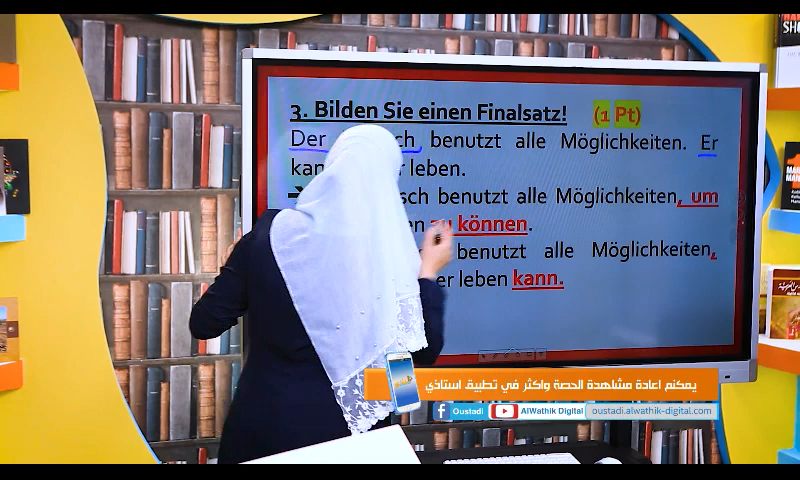 3. Bilden Sie einen Finalsatz! (1 Pt)
Der ch benutzt alle Möglichkeiten. Er
kan r leben.
sch benutzt alle Möglichkeiten, um
en zu können.
benutzt alle Möglichkeiten,
er leben kann.
يمكنكم اعادة مشاهدة الحصة واكثر في تطبيق استاذي
Oustadi AlWathik Digital oustadi.alwathik-digital.com